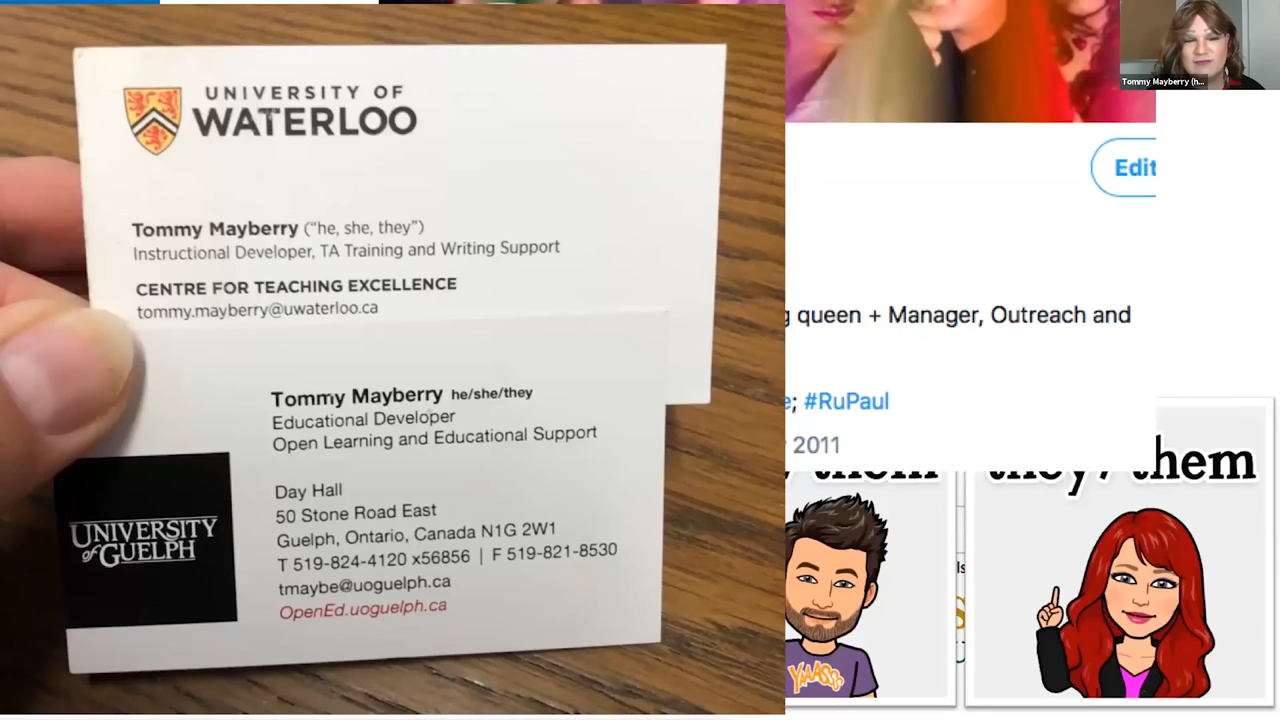 UNIVERSITY OF
WATERLOO
Tommy Mayberry (“he, she, they”)
Instructional Developer, TA Training and Writing Support
CENTRE FOR TEACHING EXCELLENCE
tommy.mayberry@uwaterloo.ca
Tommy Mayberry he/she/they
Educational Developer
Open Learning and Educational Support
Day Hall
50 Stone Road East
Guelph, Ontario, Canada N1G 2W1
T 519-824-4120 x56856 | F 519-821-8530
tmaybe@uoguelph.ca
OpenEd.uoguelph.ca
UNIVERSITY
of GUELPH
Tommy Mayberry (h...
Edit
queen + Manager, Outreach and
; #RuPaul
2011
them
they/them
YAAASSS